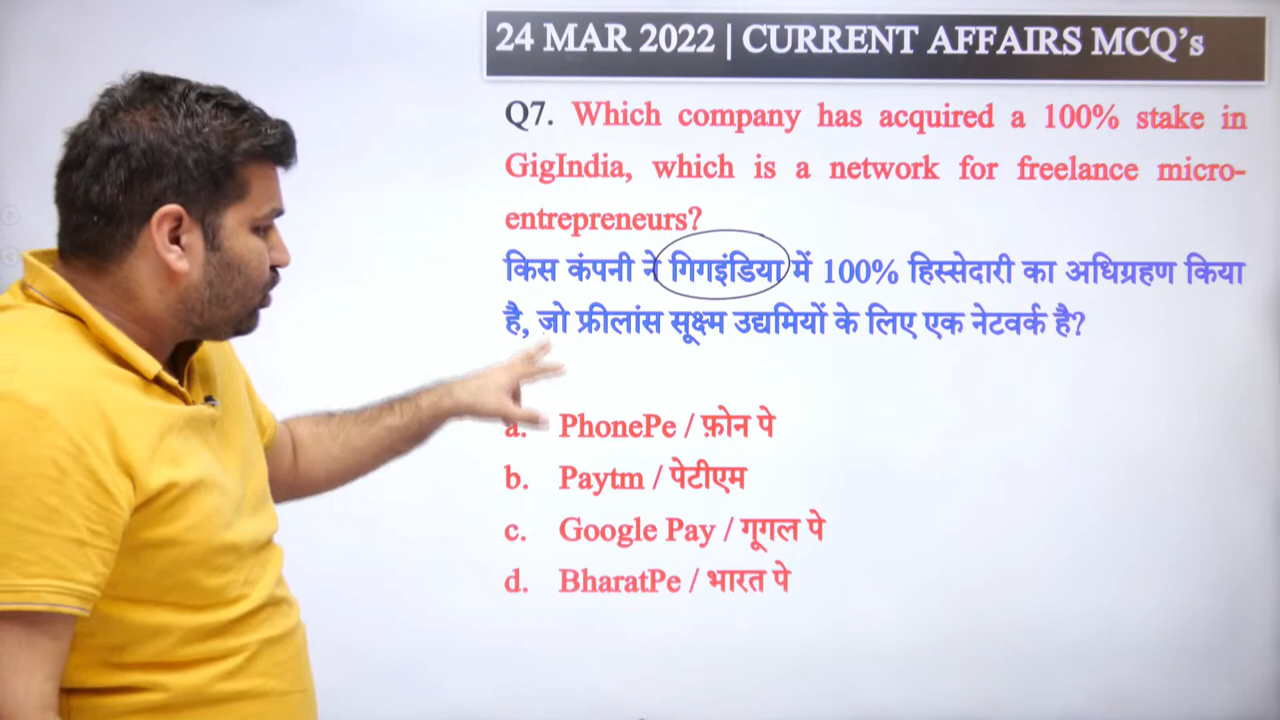 24 MAR 2022 | CURRENT AFFAIRS MCQ’s
Q7. Which company has acquired a 100% stake in
GigIndia, which is a network for freelance micro-
entrepreneurs?
किस कंपनी ने गिगइंडिया में 100% हिस्सेदारी का अधिग्रहण किया
है, जो फ्रीलांस सूक्ष्म उद्यमियों के लिए एक नेटवर्क है?
a. PhonePe / फ़ोन पे
b. Paytm / पेटीएम
c. Google Pay / गूगल पे
d. BharatPe / भारत पे